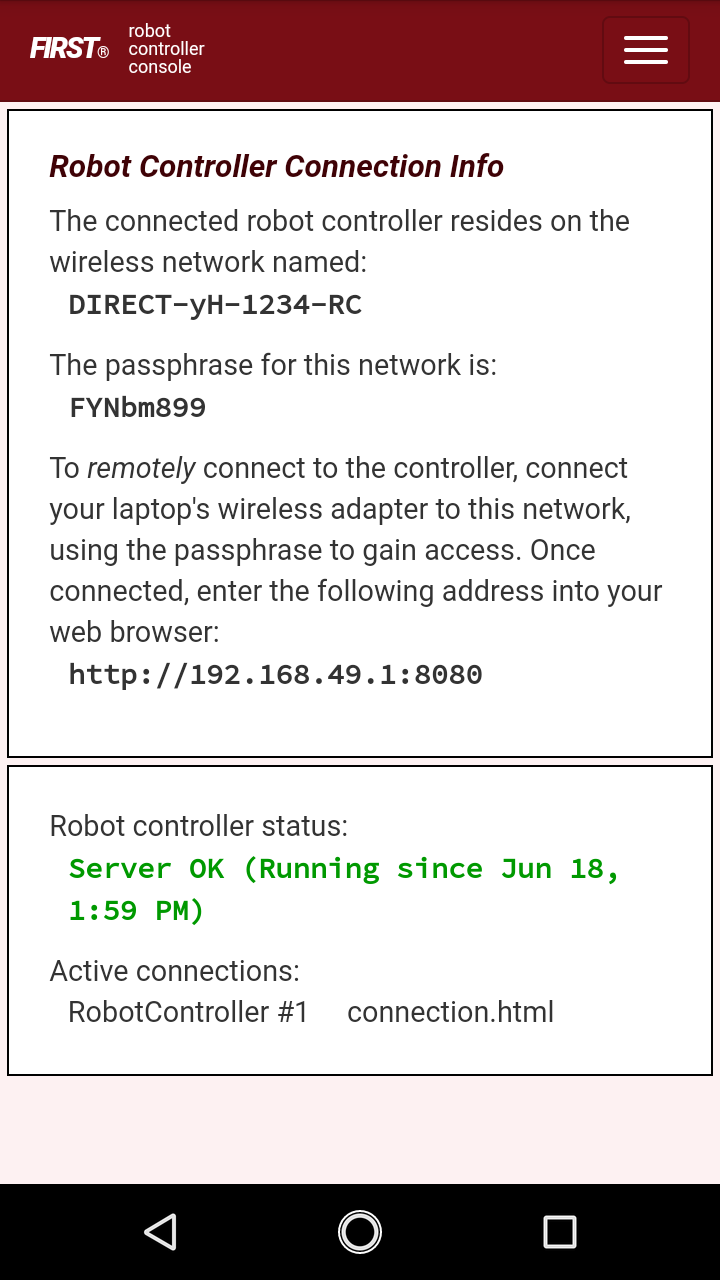 FIRST® robot
controller
console
Robot Controller Connection Info
The connected robot controller resides on the
wireless network named:
DIRECT-yH-1234-RC
The passphrase for this network is:
FYNbm899
To remotely connect to the controller, connect
your laptop's wireless adapter to this network,
using the passphrase to gain access. Once
connected, enter the following address into your
web browser:
http://192.168.49.1:8080
Robot controller status:
Server OK (Running since Jun 18,
1:59 PM)
Active connections:
RobotController #1 connection.html